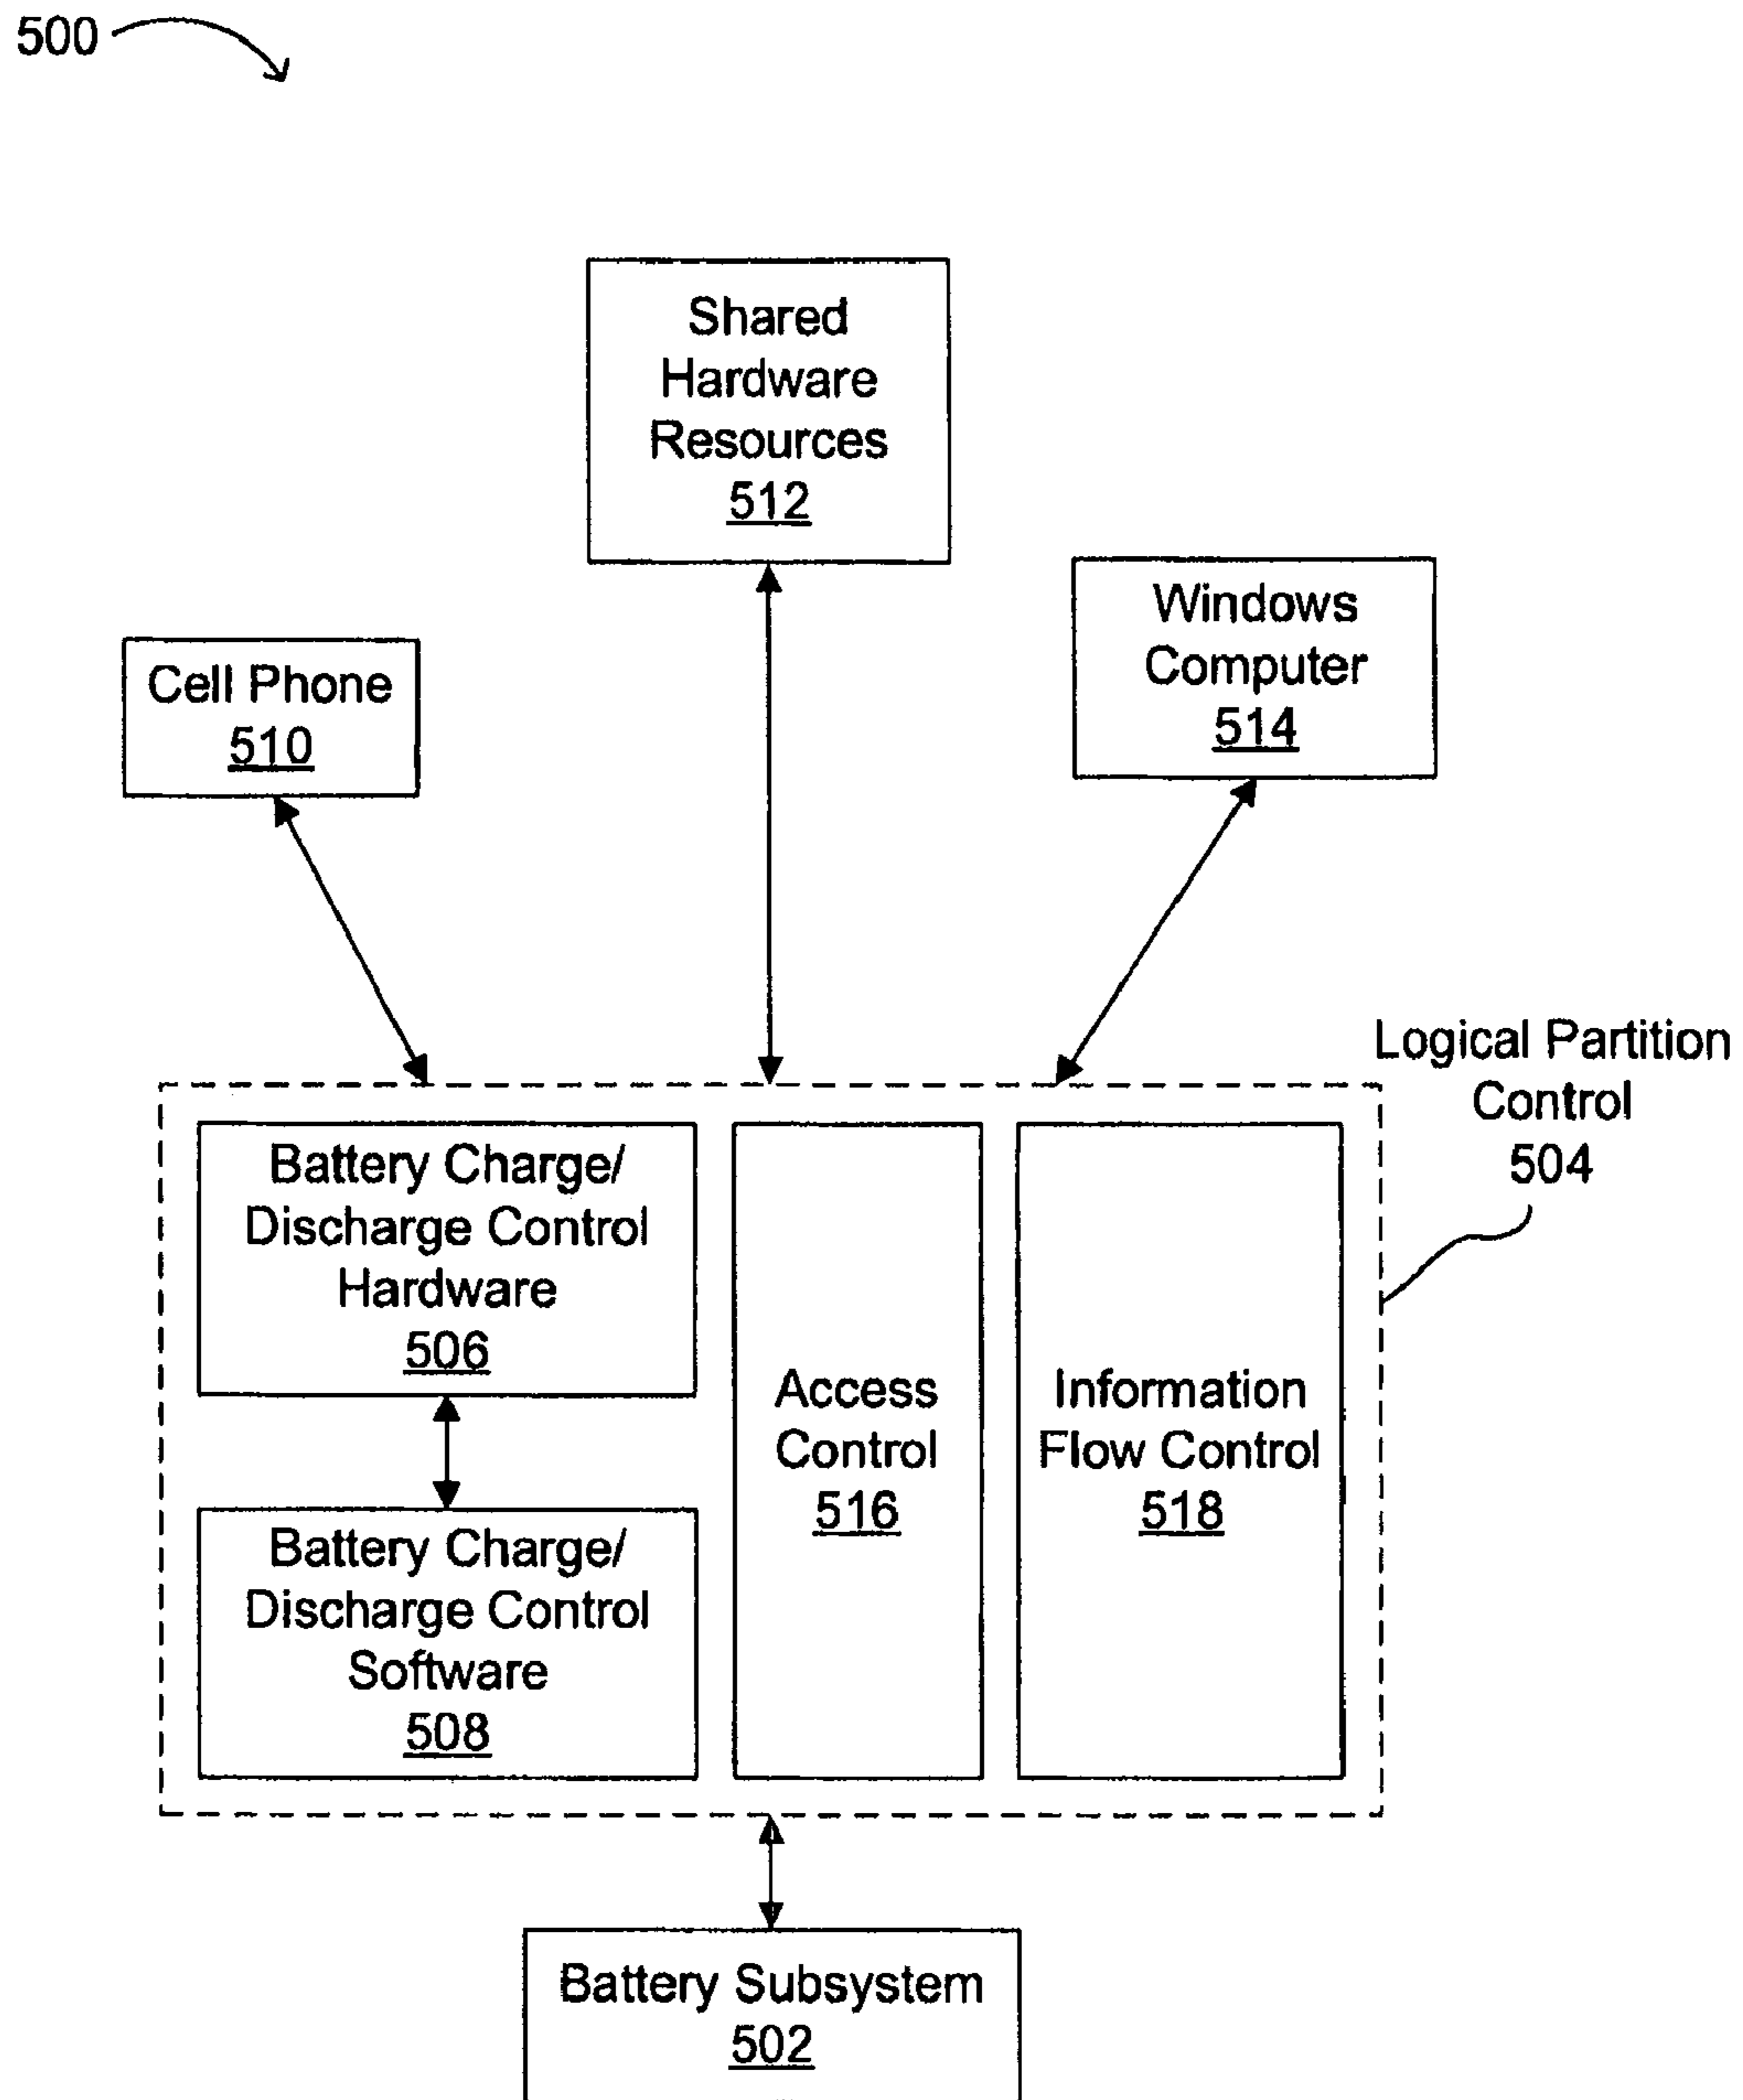 500
Shared
Hardware
Resources
512
Windows
Computer
514
Cell Phone
510
Logical Partition
Control
504
Battery Charge/
Discharge Control
Hardware
506
Access
Control
516
Information
Flow Control
518
Battery Charge/
Discharge Control
Software
508
Battery Subsystem
502